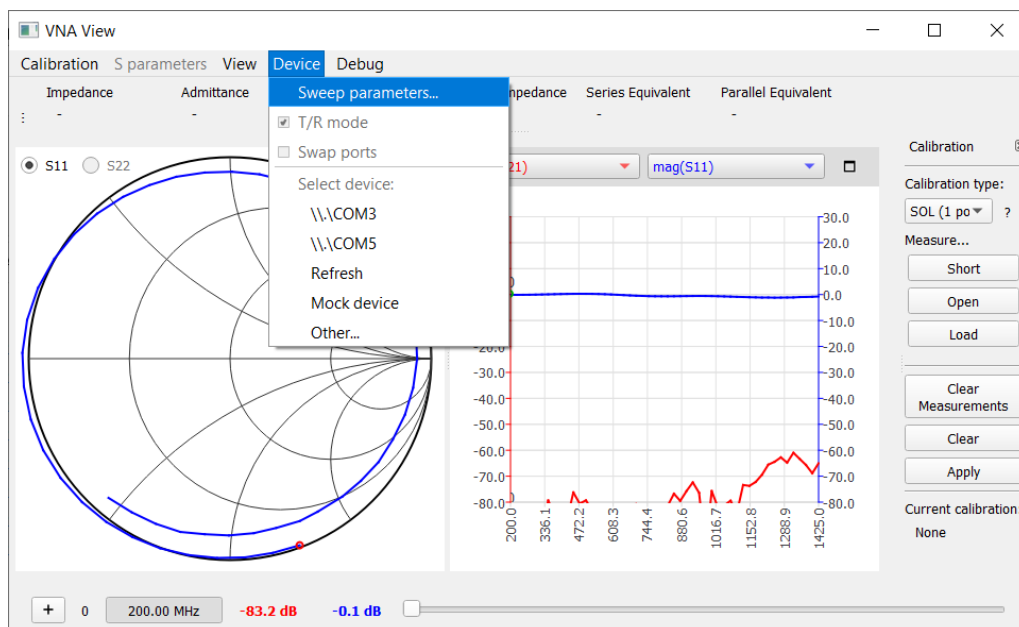 VNA View
Calibration S parameters View Device Debug
Impedance Admittance mpedance Series Equivalent Parallel Equivalent
- - - -
Sweep parameters...
T/R mode
Swap ports
Select device:
\\.\COM3
\\.\COM5
Refresh
Mock device
Other...
S11 S22
21) mag(S11)
30.0
20.0
10.0
0.0
-10.0
-20.0 -20.0
-30.0 -30.0
-40.0 -40.0
-50.0 -50.0
-60.0 -60.0
-70.0 -70.0
-80.0 -80.0
200.0 336.1 472.2 608.3 744.4 880.6 1016.7 1152.8 1288.9 1425.0
Calibration
Calibration type:
SOL (1 po ?
Measure...
Short
Open
Load
Clear
Measurements
Clear
Apply
Current calibration:
None
+ 0 200.00 MHz -83.2 dB -0.1 dB